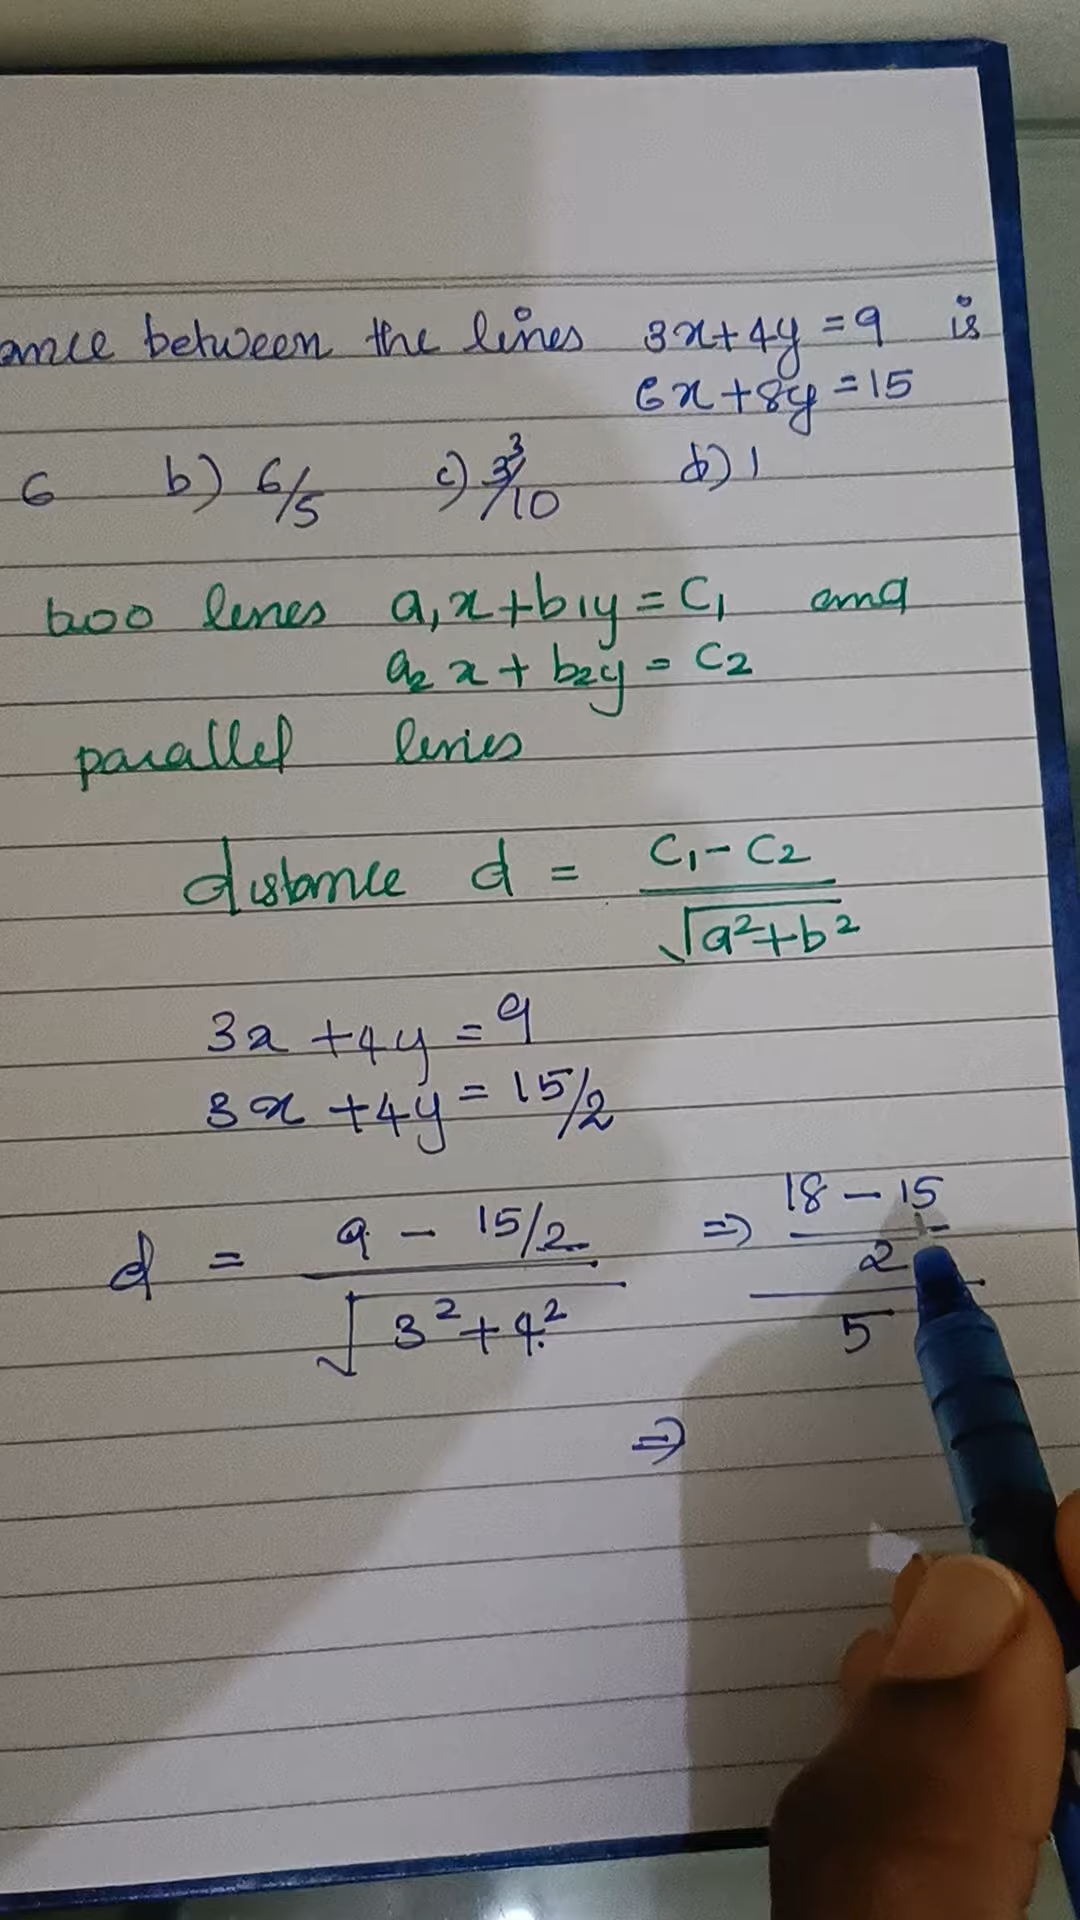 ance between the lines 3x+4y=9 is
6x+8y=15
6 b) 6/5 c) 3/10 d) 1
two lines a₁x+b₁y=C₁ and
a₂x+b₂y=C₂
parallel lines
distance d = C₁-C₂
√a²+b²
3x+4y=9
3x+4y=15/2
d = 9 - 15/2 ⇒ 18-15
2
√3²+4² 5
⇒